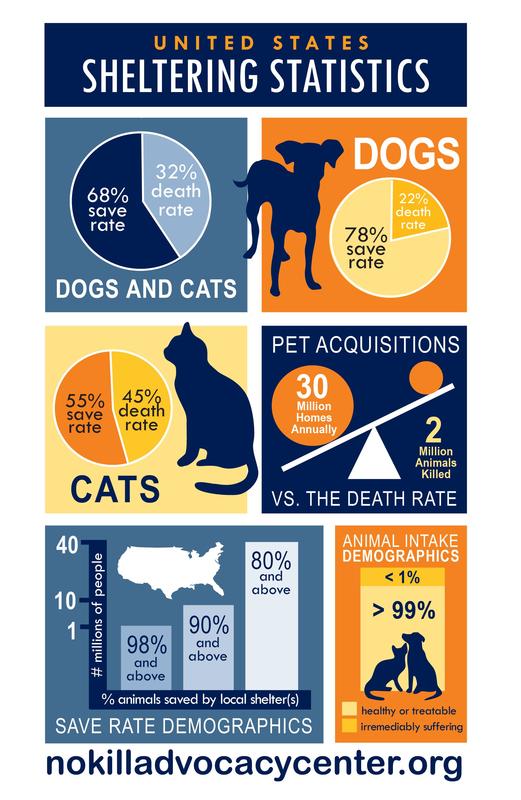 UNITED STATES
SHELTERING STATISTICS
68%
save
rate
32%
death
rate
DOGS AND CATS
DOGS
22%
death
rate
78%
save
rate
55%
save
rate
45%
death
rate
CATS
PET ACQUISITIONS
30
Million
Homes
Annually
2
Million
Animals
Killed
VS. THE DEATH RATE
40
10
1
# millions of people
98%
and
above
90%
and
above
80%
and
above
% animals saved by local shelter(s)
SAVE RATE DEMOGRAPHICS
ANIMAL INTAKE
DEMOGRAPHICS
< 1%
> 99%
healthy or treatable
irremediably suffering
nokilladvocacycenter.org